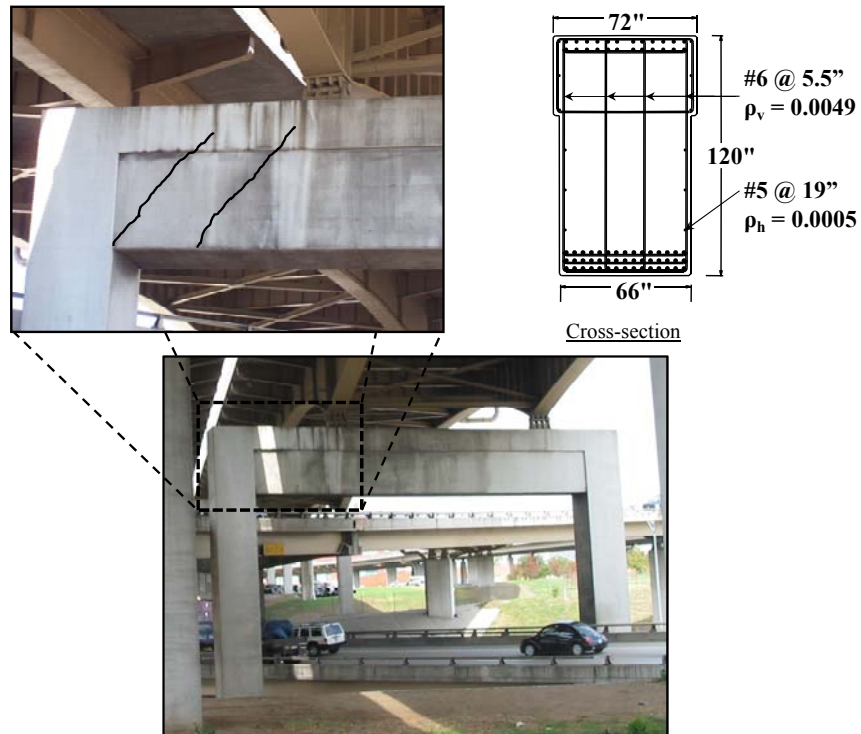 72"
#6 @ 5.5”
ρv = 0.0049
120"
#5 @ 19”
ρh = 0.0005
66"
Cross-section